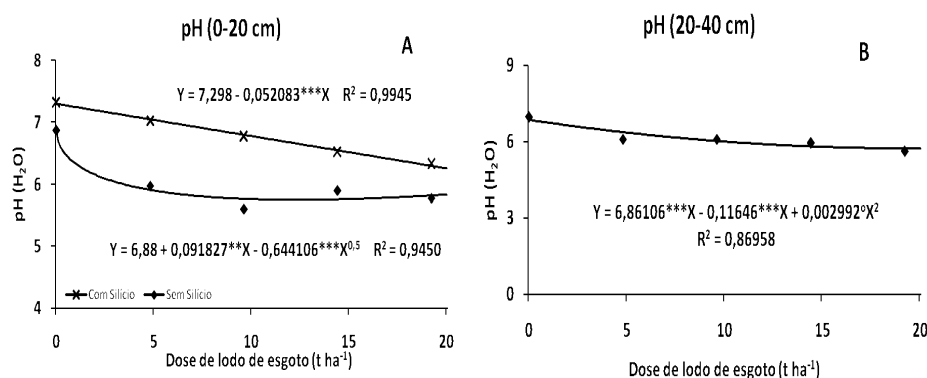 pH (0-20 cm)
A
8
7
6
5
4
pH (H₂O)
Y = 7,298 - 0,052083***X R² = 0,9945
Y = 6,88 + 0,091827**X - 0,644106***X⁰,⁵ R² = 0,9450
Com Silício Sem Silício
0 5 10 15 20
Dose de lodo de esgoto (t ha⁻¹)
pH (20-40 cm)
B
9
6
3
0
pH (H₂O)
Y = 6,86106***X - 0,11646***X + 0,002992ºX²
R² = 0,86958
0 5 10 15 20
Dose de lodo de esgoto (t ha⁻¹)